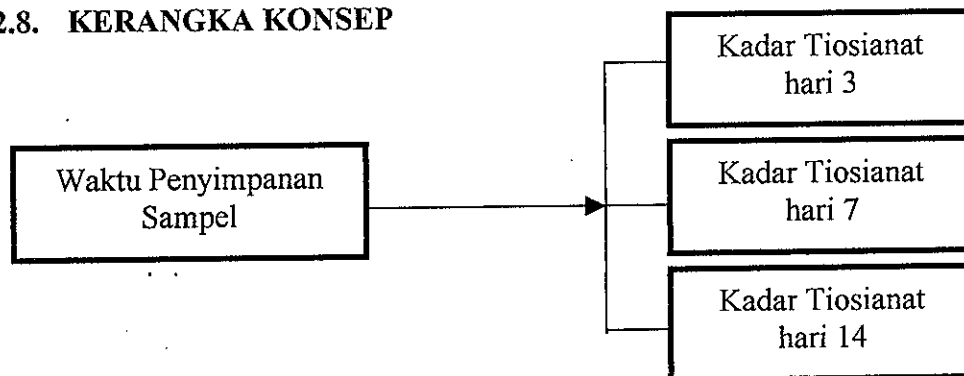 2.8. KERANGKA KONSEP
Kadar Tiosianat
hari 3
Waktu Penyimpanan
Sampel
Kadar Tiosianat
hari 7
Kadar Tiosianat
hari 14